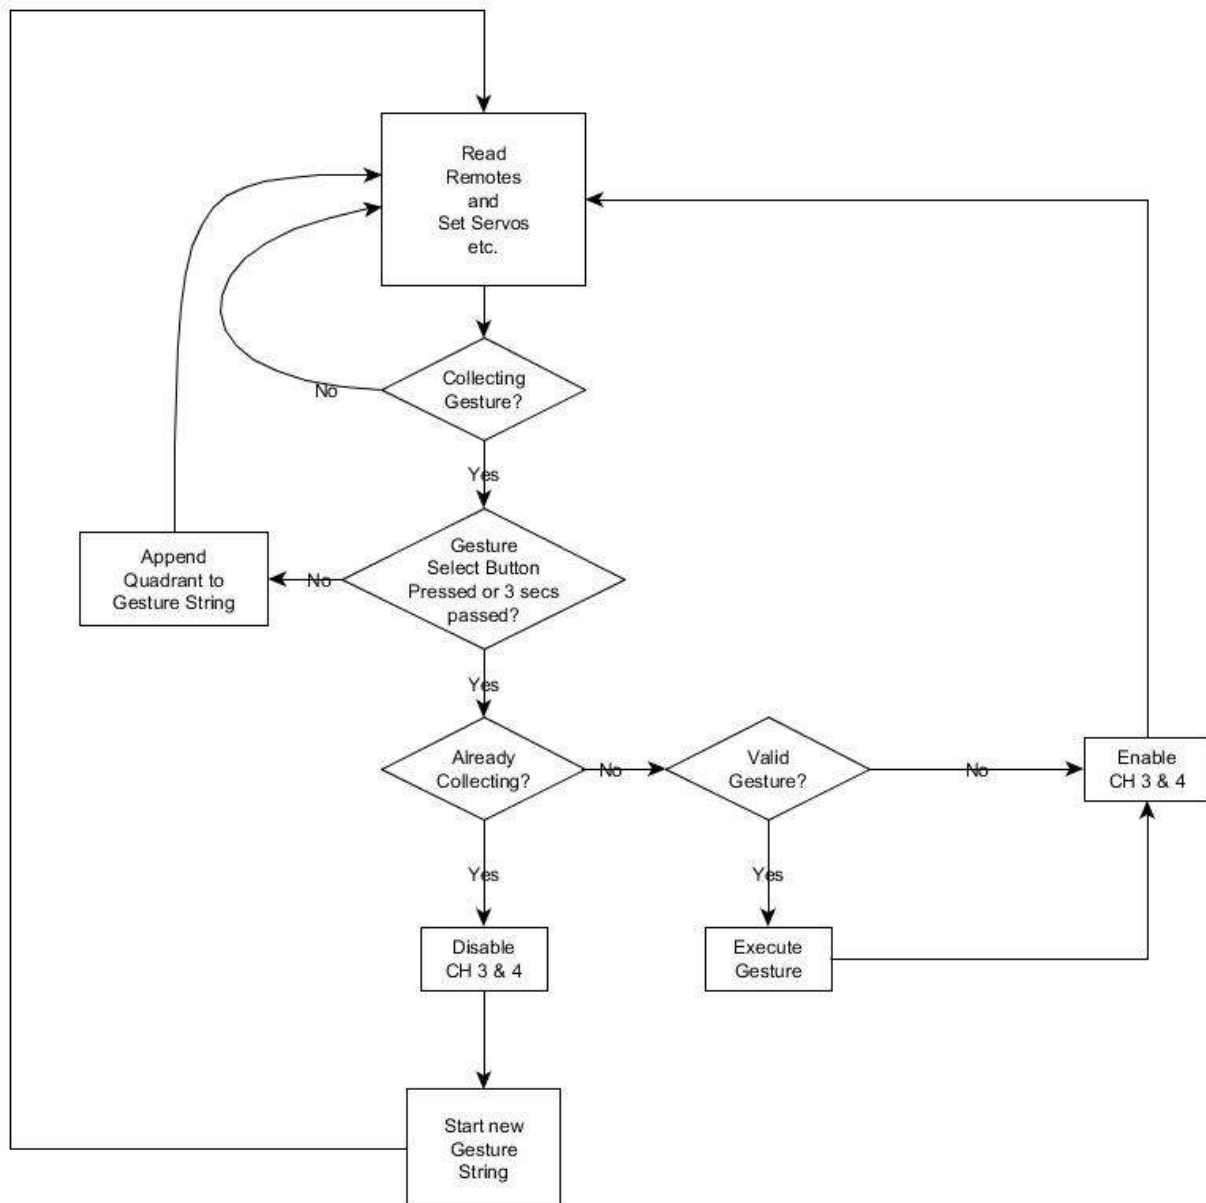 Read
Remotes
and
Set Servos
etc.
Collecting
Gesture?
No
Yes
Gesture
Select Button
Pressed or 3 secs
passed?
No
Append
Quadrant to
Gesture String
Yes
Already
Collecting?
No
Valid
Gesture?
No
Enable
CH 3 & 4
Yes
Yes
Disable
CH 3 & 4
Execute
Gesture
Start new
Gesture
String